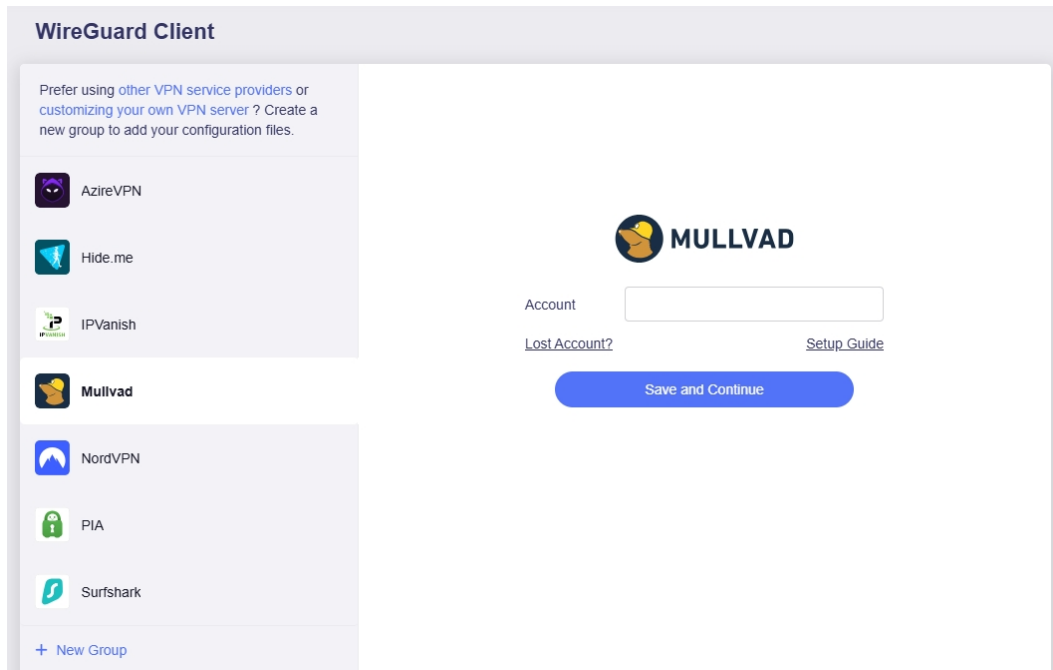 WireGuard Client
Prefer using other VPN service providers or
customizing your own VPN server ? Create a
new group to add your configuration files.
AzireVPN
Hide.me
IPVanish
Mullvad
NordVPN
PIA
Surfshark
+ New Group
MULLVAD
Account
Lost Account? Setup Guide
Save and Continue